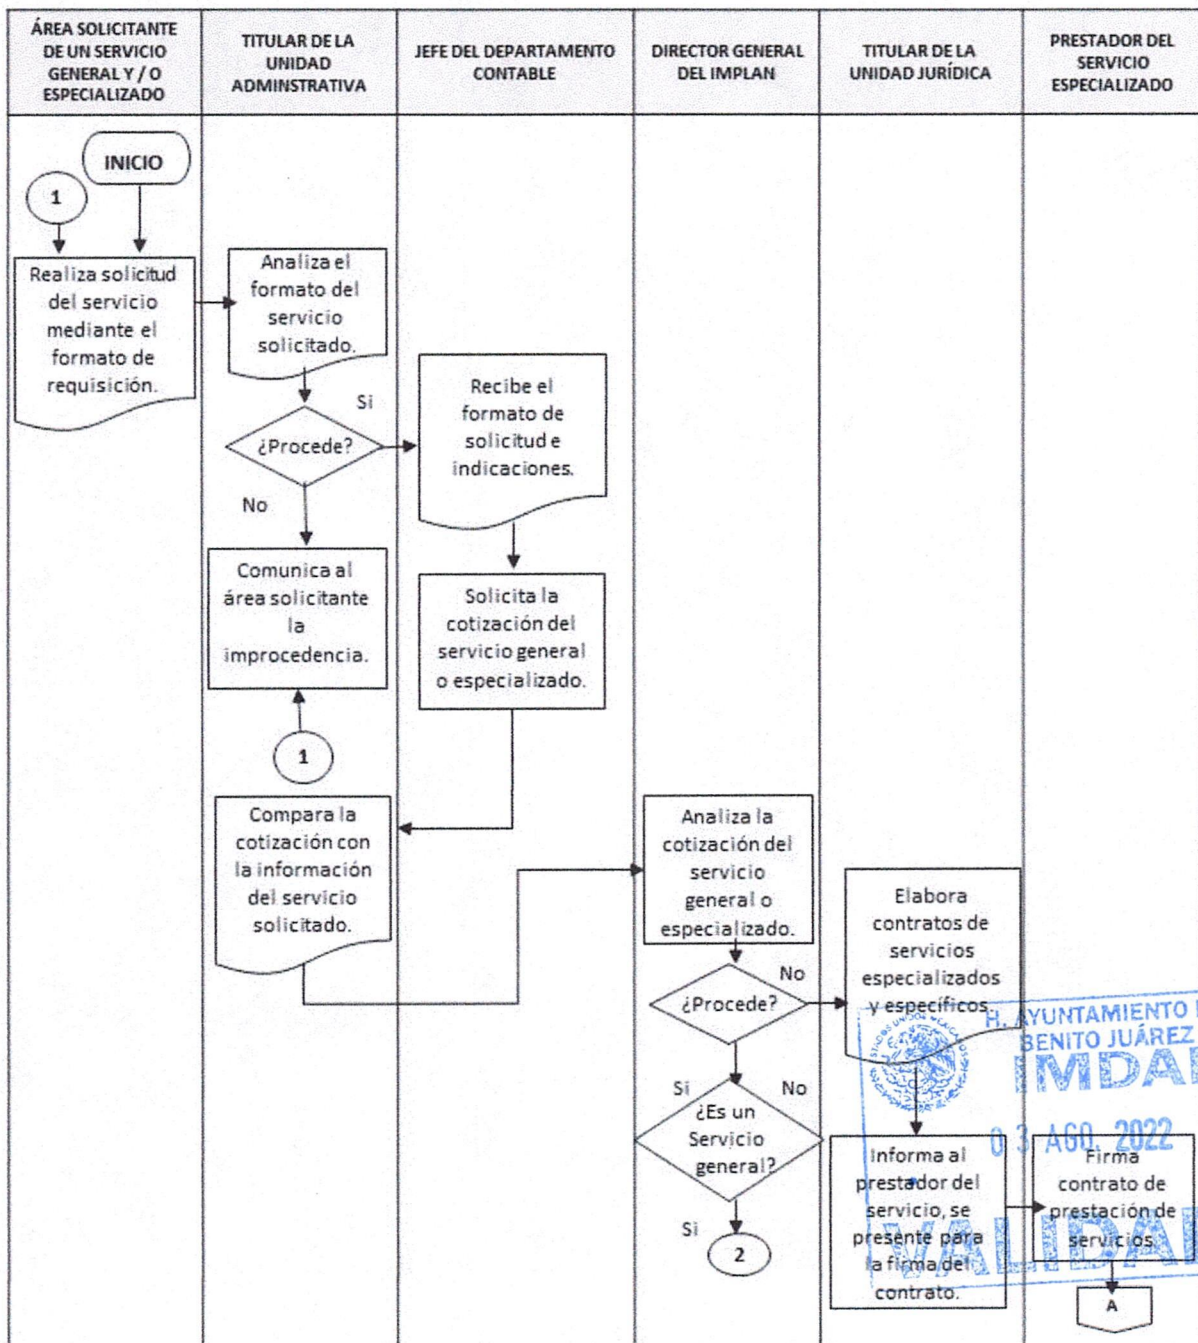 ÁREA SOLICITANTE
DE UN SERVICIO
GENERAL Y / O
ESPECIALIZADO
TITULAR DE LA
UNIDAD
ADMINSTRATIVA
JEFE DEL DEPARTAMENTO
CONTABLE
DIRECTOR GENERAL
DEL IMPLAN
TITULAR DE LA
UNIDAD JURÍDICA
PRESTADOR DEL
SERVICIO
ESPECIALIZADO
INICIO
1
Realiza solicitud
del servicio
mediante el
formato de
requisición.
Analiza el
formato del
servicio
solicitado.
¿Procede?
Si
No
Recibe el
formato de
solicitud e
indicaciones.
Comunica al
área solicitante
la
improcedencia.
1
Solicita la
cotización del
servicio general
o especializado.
Compara la
cotización con
la información
del servicio
solicitado.
Analiza la
cotización del
servicio
general o
especializado.
¿Procede?
No
Si
No
¿Es un
Servicio
general?
Si
2
Elabora
contratos de
servicios
especializados
y específicos.
Informa al
prestador del
servicio, se
presente para
la firma del
contrato.
Firma
contrato de
prestación de
servicios.
A
H. AYUNTAMIENTO
BENITO JUÁREZ
IMDAI
03 AGO. 2022
VALIDA